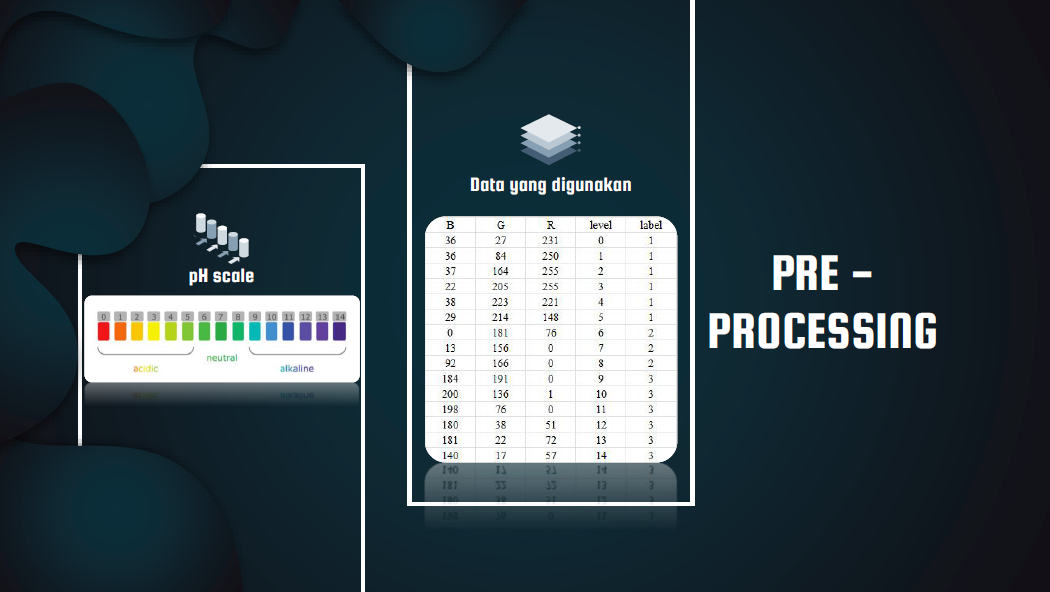 pH scale
0 1 2 3 4 5 6 7 8 9 10 11 12 13 14
neutral
acidic alkaline
Data yang digunakan
B G R level label
36 27 231 0 1
36 84 250 1 1
37 164 255 2 1
22 205 255 3 1
38 223 221 4 1
29 214 148 5 1
0 181 76 6 2
13 156 0 7 2
92 166 0 8 2
184 191 0 9 3
200 136 1 10 3
198 76 0 11 3
180 38 51 12 3
181 22 72 13 3
140 17 57 14 3
PRE -
PROCESSING